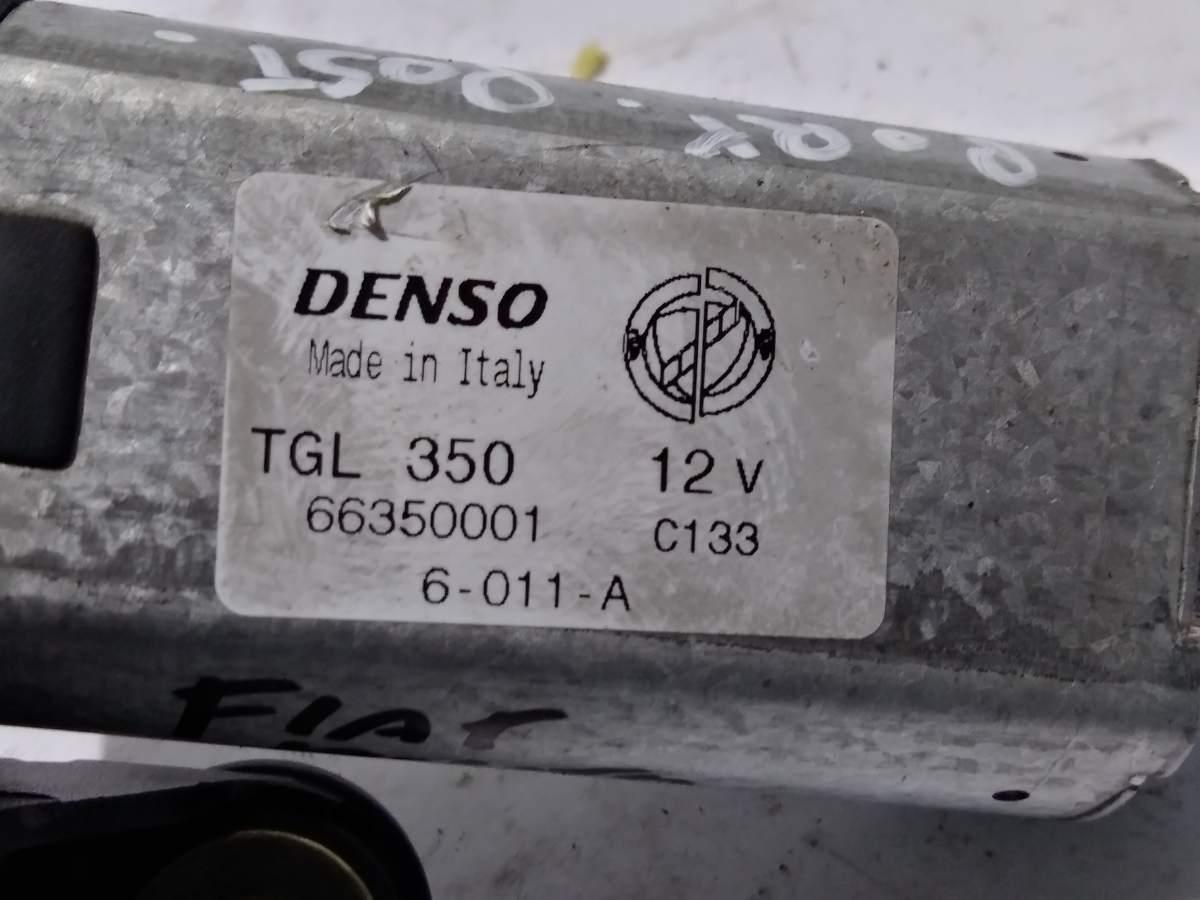 DENSO
Made in Italy
TGL 350 12 V
66350001 C133
6-011-A
FIAT